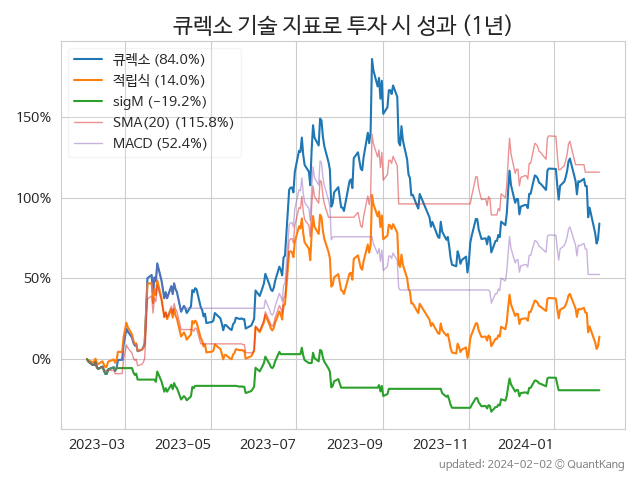 큐렉소 기술 지표로 투자 시 성과 (1년)
큐렉소 (84.0%)
적립식 (14.0%)
sigM (−19.2%)
SMA(20) (115.8%)
MACD (52.4%)
150%
100%
50%
0%
2023-03 2023-05 2023-07 2023-09 2023-11 2024-01
updated: 2024-02-02 © QuantKang